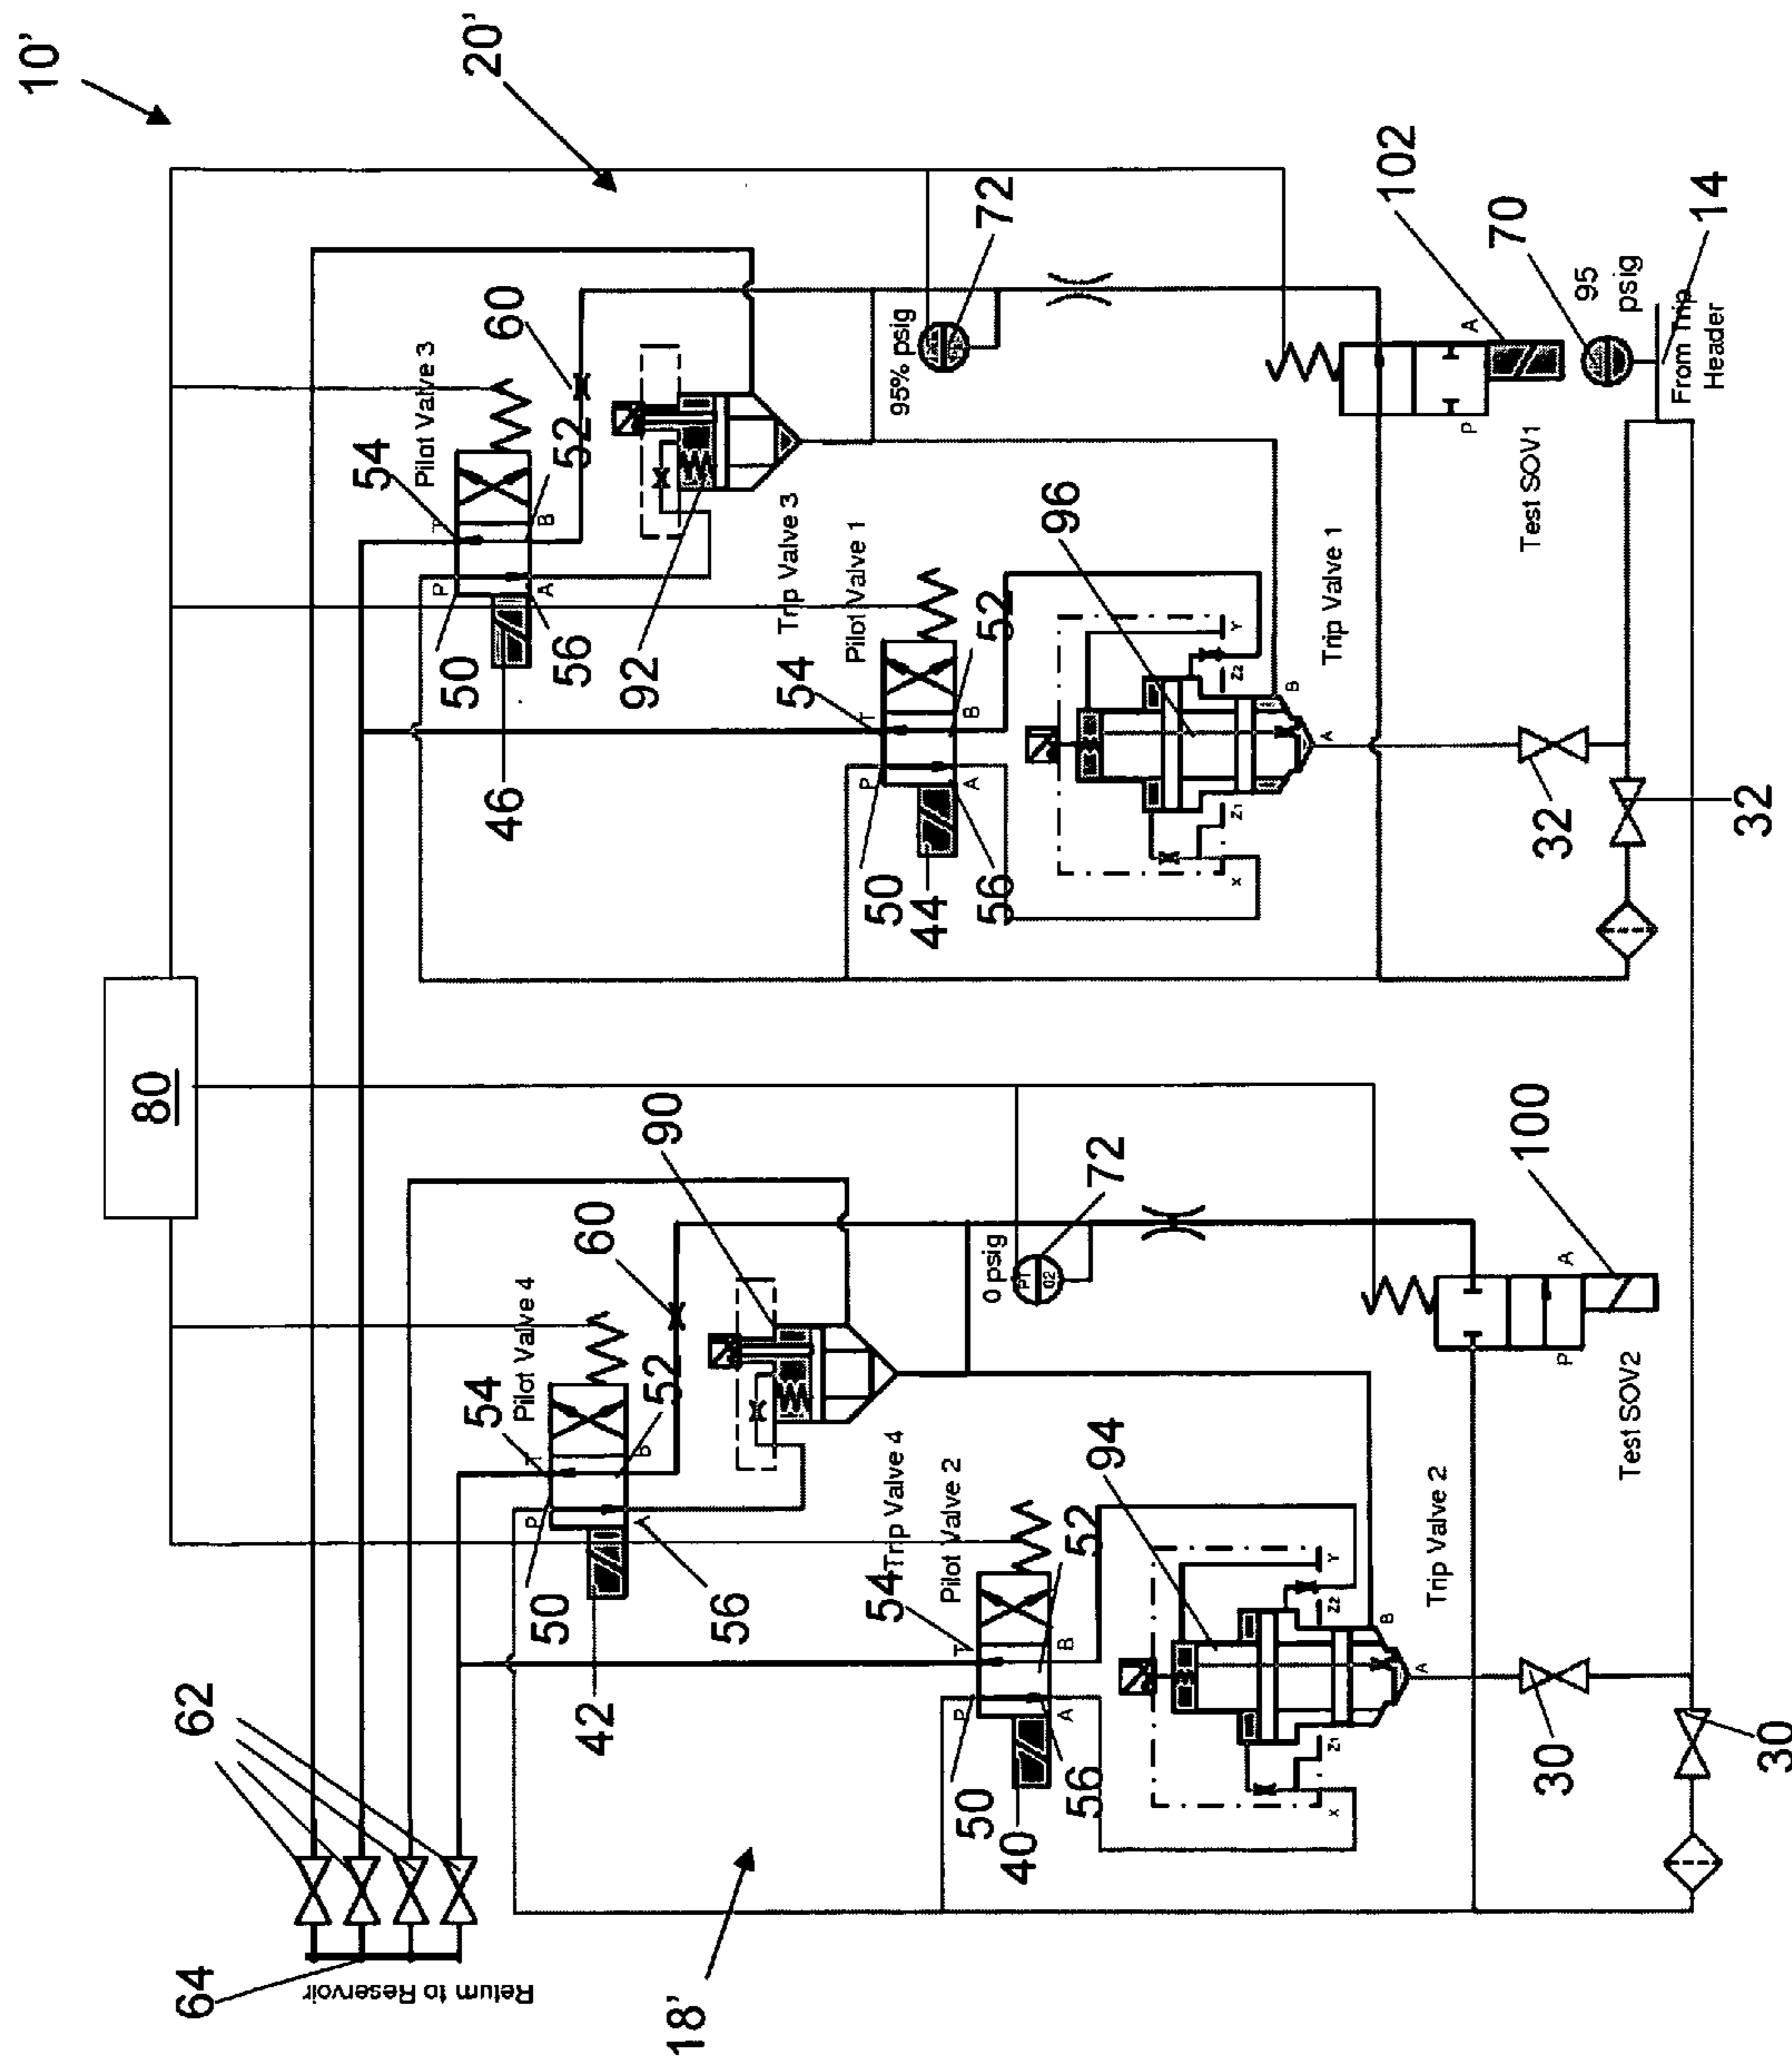 10'
20'
80
60
Pilot Valve 3
54
52
T
B
P
A
50
56
46
92
Trip Valve 3
95% psig
72
Pilot Valve 1
54
52
T
B
P
A
50
56
44
96
Trip Valve 1
X
Y
Z1
Z2
A
B
32
32
Test SOV1
P
A
102
70
95
psig
From Trip
Header
14
90
60
Pilot Valve 4
54
52
T
B
P
A
50
56
42
Trip Valve 4
0 psig
PT
02
72
Pilot Valve 2
54
52
T
B
P
A
50
56
40
94
Trip Valve 2
X
Y
Z1
Z2
A
B
30
30
Test SOV2
P
A
100
62
64
Return to Reservoir
18'